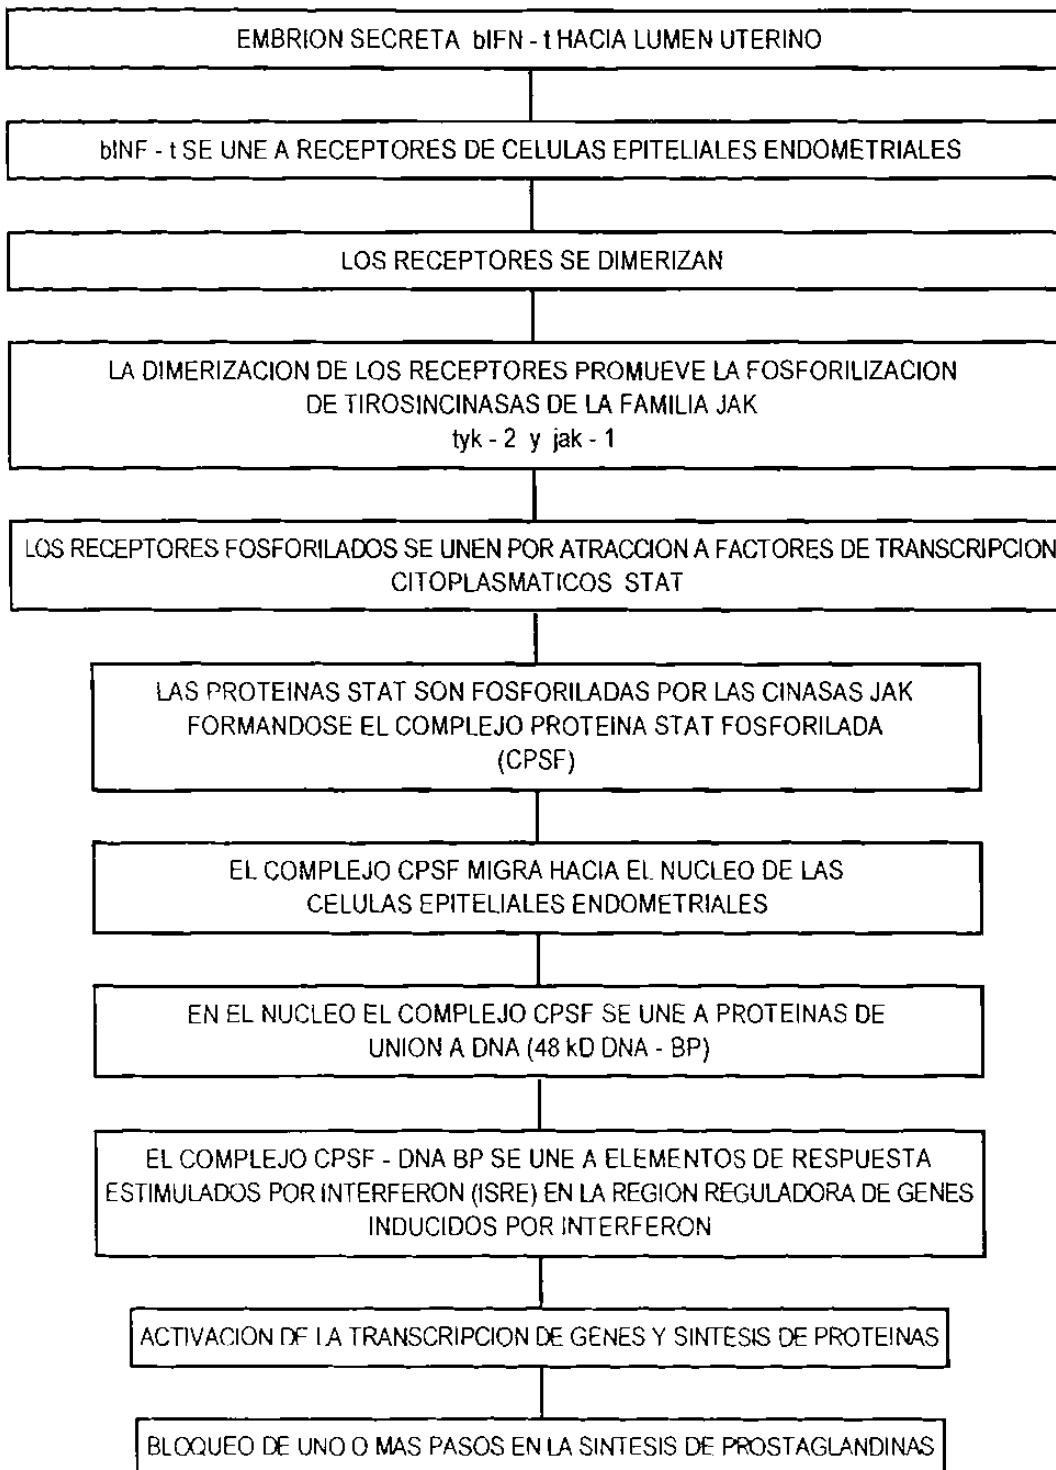 EMBRION SECRETA bIFN - t HACIA LUMEN UTERINO
bINF - t SE UNE A RECEPTORES DE CELULAS EPITELIALES ENDOMETRIALES
LOS RECEPTORES SE DIMERIZAN
LA DIMERIZACION DE LOS RECEPTORES PROMUEVE LA FOSFORILIZACION
DE TIROSINCINASAS DE LA FAMILIA JAK
tyk - 2 y jak - 1
LOS RECEPTORES FOSFORILADOS SE UNEN POR ATRACCION A FACTORES DE TRANSCRIPCION
CITOPLASMATICOS STAT
LAS PROTEINAS STAT SON FOSFORILADAS POR LAS CINASAS JAK
FORMANDOSE EL COMPLEJO PROTEINA STAT FOSFORILADA
(CPSF)
EL COMPLEJO CPSF MIGRA HACIA EL NUCLEO DE LAS
CELULAS EPITELIALES ENDOMETRIALES
EN EL NUCLEO EL COMPLEJO CPSF SE UNE A PROTEINAS DE
UNION A DNA (48 kD DNA - BP)
EL COMPLEJO CPSF - DNA BP SE UNE A ELEMENTOS DE RESPUESTA
ESTIMULADOS POR INTERFERON (ISRE) EN LA REGION REGULADORA DE GENES
INDUCIDOS POR INTERFERON
ACTIVACION DE LA TRANSCRIPCION DE GENES Y SINTESIS DE PROTEINAS
BLOQUEO DE UNO O MAS PASOS EN LA SINTESIS DE PROSTAGLANDINAS